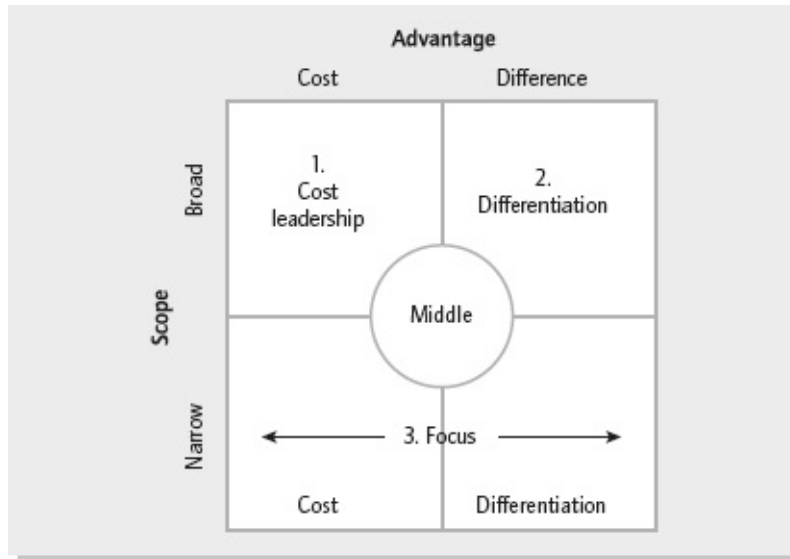 Advantage
Cost Difference
Broad
1.
Cost
leadership
2.
Differentiation
Scope
Middle
Narrow
3. Focus
Cost Differentiation